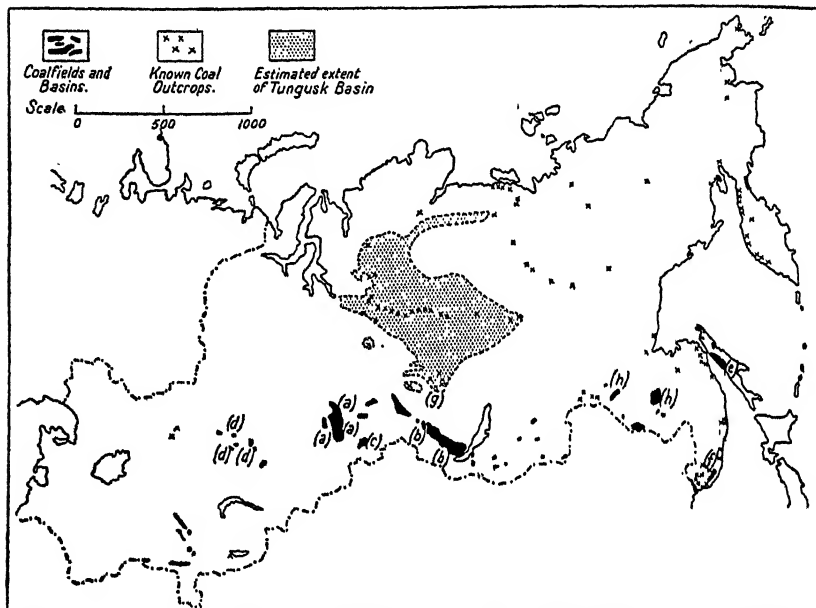 Coalfields and
Basins.
Known Coal
Outcrops.
Estimated extent
of Tungusk Basin
Scale.
0 500 1000
(h)
(e)
(h)
(g)
(a)
(d)
(a) (a)
(c)
(b)
(d) (d)
(b)
(f)